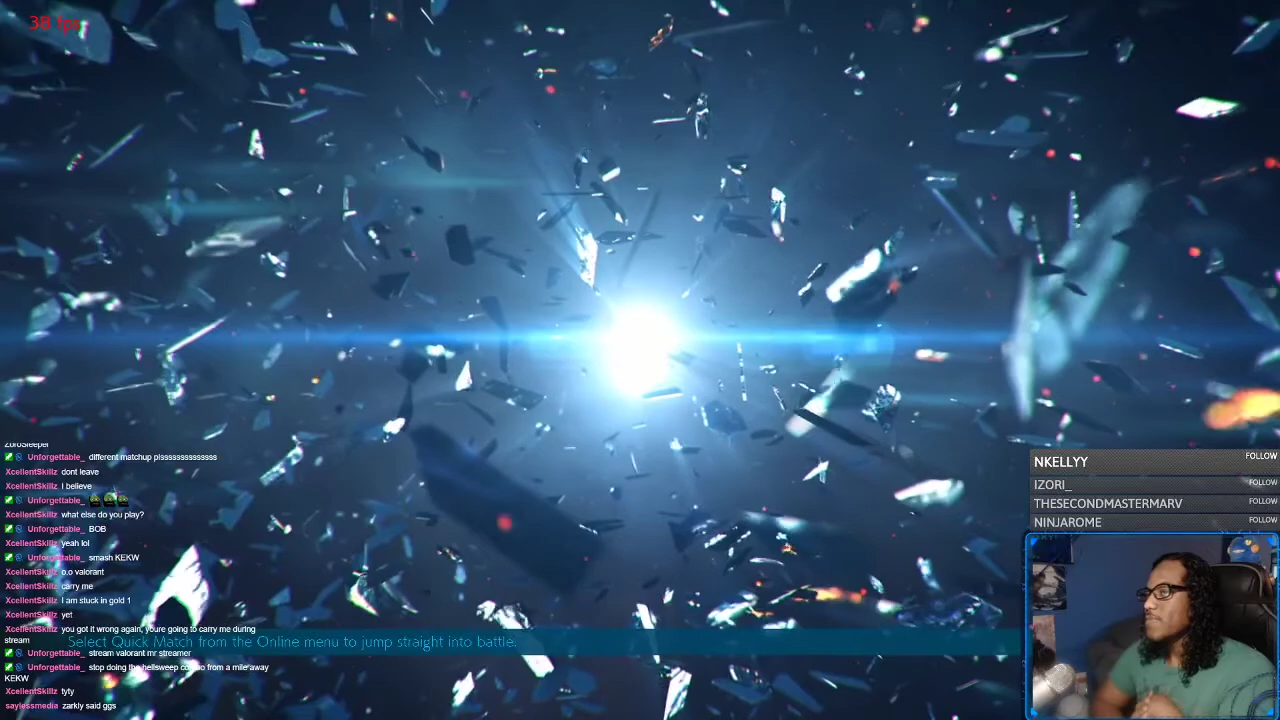 38 fps
ZoroSleeper
Unforgettable_ different matchup plssssssssssssss
XcellentSkillz dont leave
XcellentSkillz I believe
Unforgettable_
XcellentSkillz what else do you play?
Unforgettable_ BOB
XcellentSkillz yeah lol
Unforgettable_ smash KEKW
XcellentSkillz o.o valorant
XcellentSkillz carry me
XcellentSkillz I am stuck in gold 1
XcellentSkillz yet
XcellentSkillz you got it wrong again, youre going to carry me during
stream
Select Quick Match from the Online menu to jump straight into battle.
Unforgettable_ stream valorant mr streamer
Unforgettable_ stop doing the hellsweep combo from a mile away
KEKW
XcellentSkillz tyty
saylessmedia zarkly said ggs
NKELLYY FOLLOW
IZORI_ FOLLOW
THESECONDMASTERMARV FOLLOW
NINJAROME FOLLOW